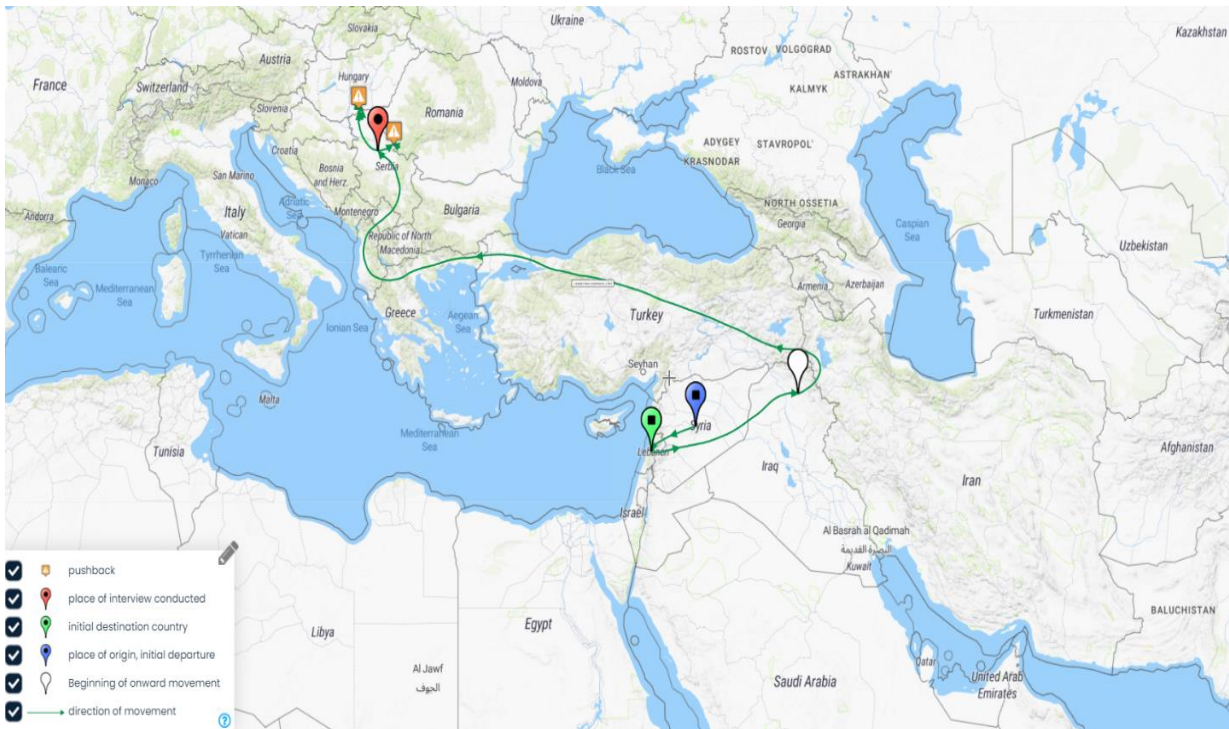 Ukraine
Kazakhstan
Slovakia
ROSTOV
VOLGOGRAD
Austria
ASTRAKHAN'
France
Switzerland
Hungary
Moldova
KALMYK
Slovenia
Romania
ADYGEY
STAVROPOL'
Croatia
KRASNODAR
Bosnia
and Herz.
Serbia
Black Sea
Monaco
San Marino
Adriatic
Sea
Italy
NORTH OSSETIA
Andorra
Montenegro
Bulgaria
Georgia
Caspian
Sea
Vatican
Republic of North
Macedonia
Uzbekistan
Tyrrhenian
Sea
Balearic
Sea
Mediterranean
Sea
Armenia
Azerbaijan
Greece
Aegean
Sea
Turkey
Turkmenistan
Ionian Sea
Seyhan
Malta
Mediterranean
Sea
Syria
Tunisia
Lebanon
Afghanistan
Iraq
Iran
Israel
Al Basrah al Qadimah
البصرة القديمة
Kuwait
pushback
place of interview conducted
BALUCHISTAN
initial destination country
Libya
Egypt
place of origin, initial departure
Al Jawf
الجوف
Qatar
United Arab
Emirates
Beginning of onward movement
Saudi Arabia
direction of movement
?